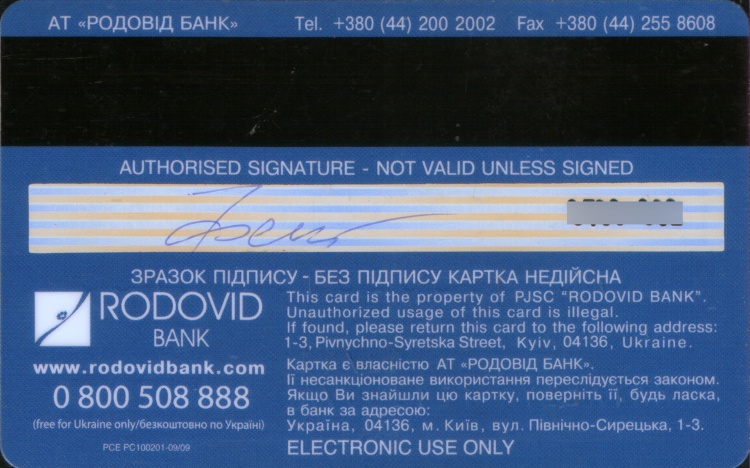 АТ «РОДОВІД БАНК» Tel. +380 (44) 200 2002 Fax +380 (44) 255 8608
AUTHORISED SIGNATURE - NOT VALID UNLESS SIGNED
ЗРАЗОК ПІДПИСУ - БЕЗ ПІДПИСУ КАРТКА НЕДІЙСНА
RODOVID
BANK
www.rodovidbank.com
0 800 508 888
(free for Ukraine only/безкоштовно по Україні)
PCE PC100201-09/09
This card is the property of PJSC "RODOVID BANK".
Unauthorized usage of this card is illegal.
If found, please return this card to the following address:
1-3, Pivnychno-Syretska Street, Kyiv, 04136, Ukraine.
Картка є власністю АТ «РОДОВІД БАНК».
Її несанкціоноване використання переслідується законом.
Якщо Ви знайшли цю картку, поверніть її, будь ласка,
в банк за адресою:
Україна, 04136, м. Київ, вул. Північно-Сирецька, 1-3.
ELECTRONIC USE ONLY